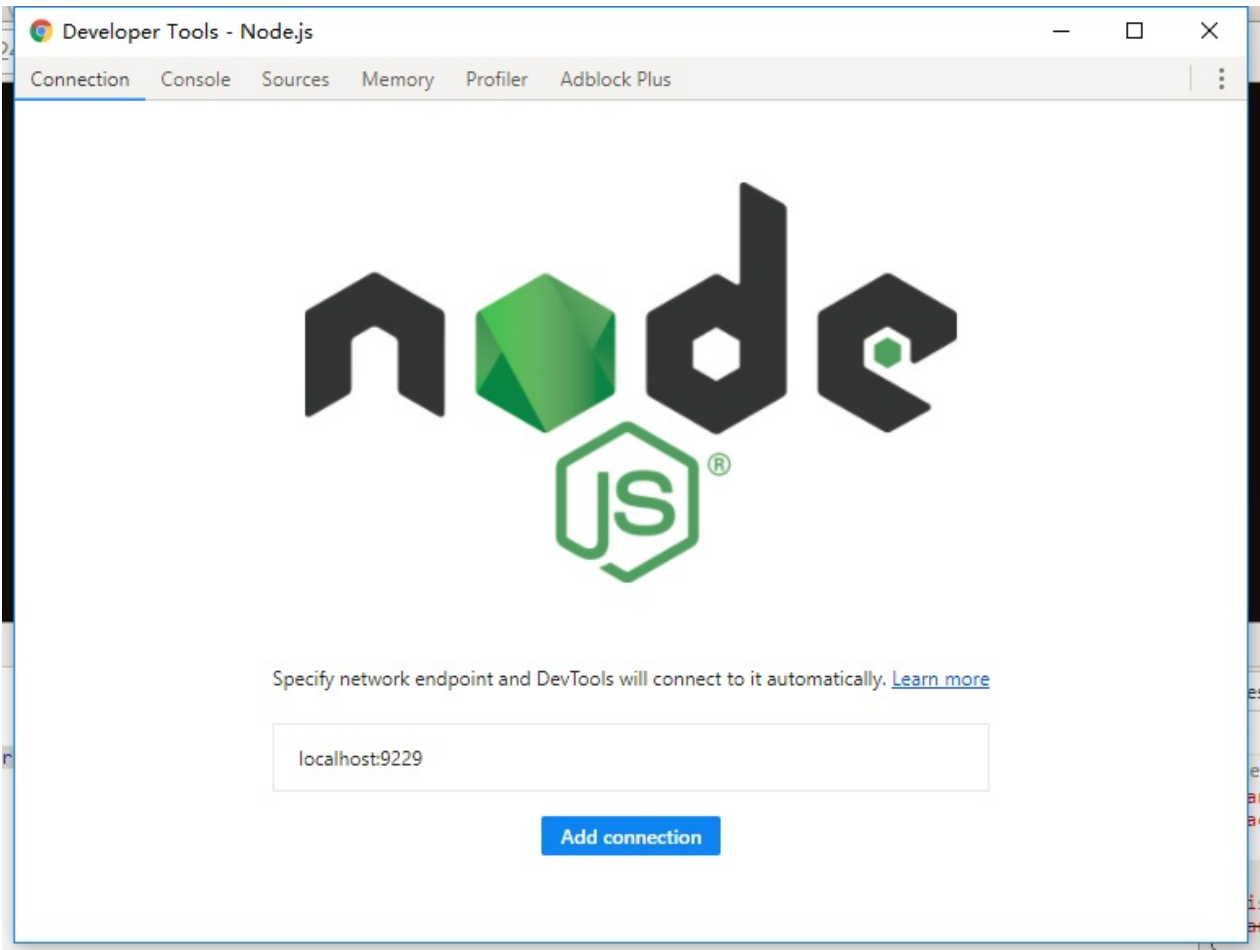 Developer Tools - Node.js
Connection Console Sources Memory Profiler Adblock Plus
node
JS®
Specify network endpoint and DevTools will connect to it automatically. Learn more
localhost:9229
Add connection